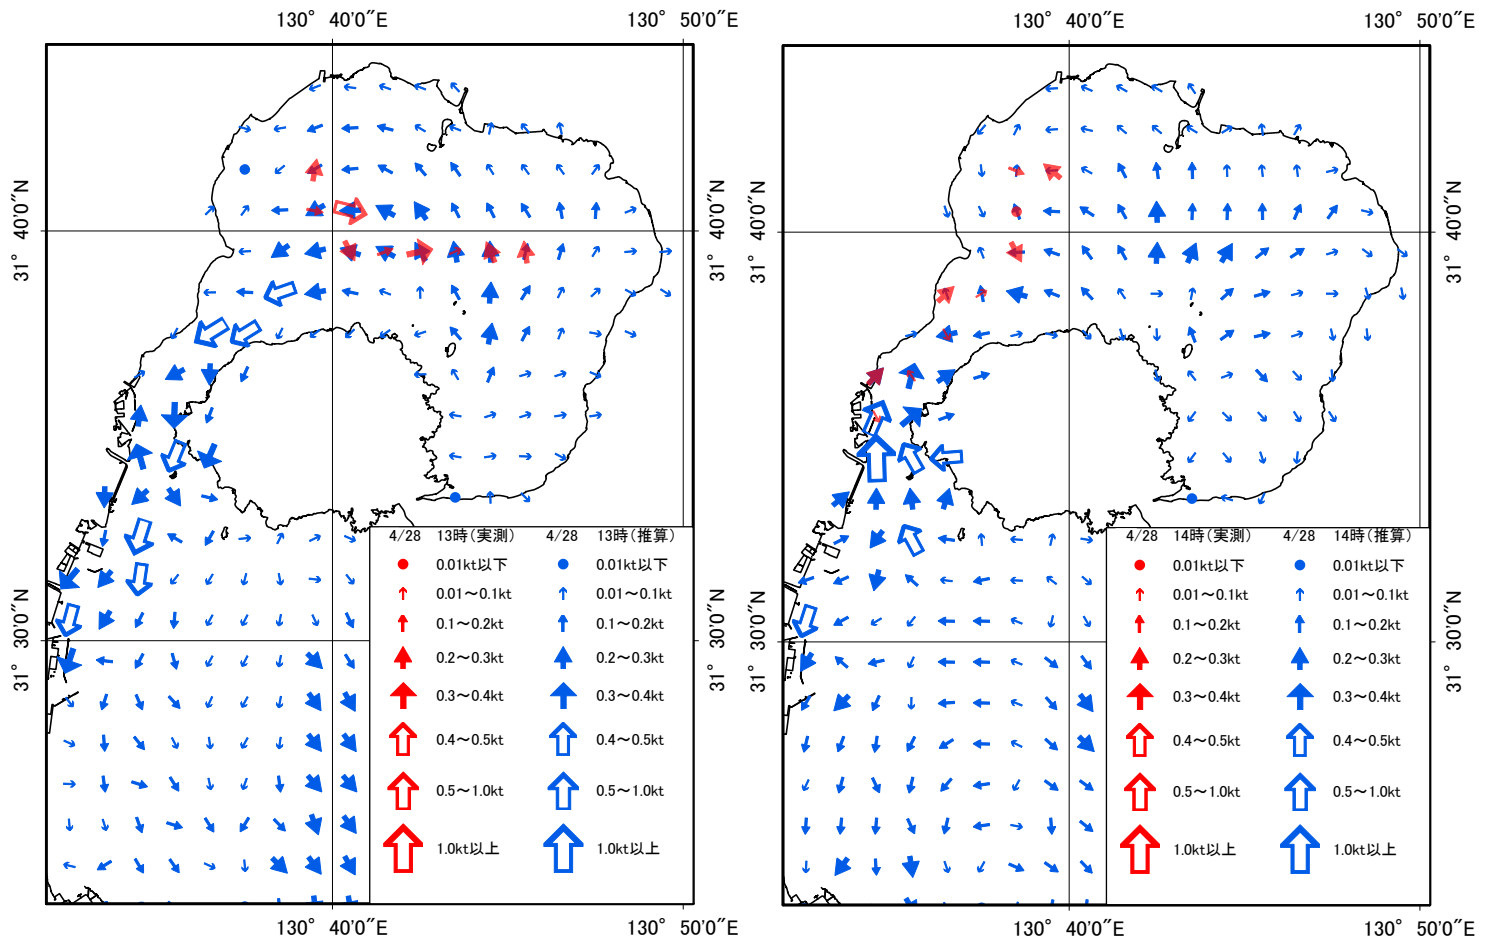 130° 40'0"E
130° 50'0"E
31° 40'0"N
31° 40'0"N
31° 30'0"N
31° 30'0"N
4/28 13時(実測) 4/28 13時(推算)
0.01kt以下 0.01kt以下
0.01～0.1kt 0.01～0.1kt
0.1～0.2kt 0.1～0.2kt
0.2～0.3kt 0.2～0.3kt
0.3～0.4kt 0.3～0.4kt
0.4～0.5kt 0.4～0.5kt
0.5～1.0kt 0.5～1.0kt
1.0kt以上 1.0kt以上
130° 40'0"E
130° 50'0"E
130° 40'0"E
130° 50'0"E
31° 40'0"N
31° 40'0"N
31° 30'0"N
31° 30'0"N
4/28 14時(実測) 4/28 14時(推算)
0.01kt以下 0.01kt以下
0.01～0.1kt 0.01～0.1kt
0.1～0.2kt 0.1～0.2kt
0.2～0.3kt 0.2～0.3kt
0.3～0.4kt 0.3～0.4kt
0.4～0.5kt 0.4～0.5kt
0.5～1.0kt 0.5～1.0kt
1.0kt以上 1.0kt以上
130° 40'0"E
130° 50'0"E